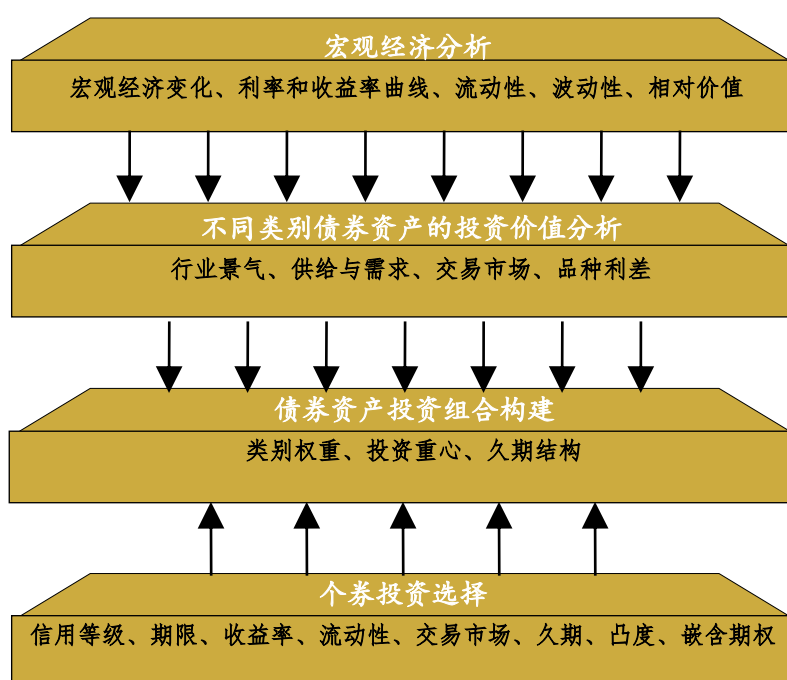 宏观经济分析
宏观经济变化、利率和收益率曲线、流动性、波动性、相对价值
不同类别债券资产的投资价值分析
行业景气、供给与需求、交易市场、品种利差
债券资产投资组合构建
类别权重、投资重心、久期结构
个券投资选择
信用等级、期限、收益率、流动性、交易市场、久期、凸度、嵌含期权